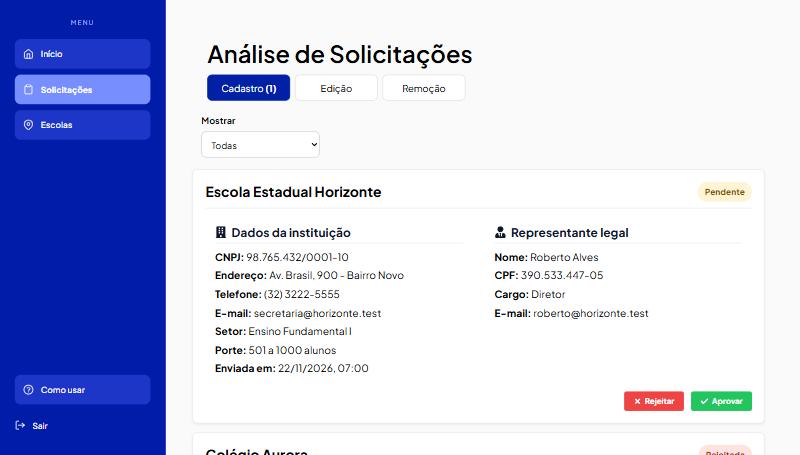 MENU
Início
Solicitações
Escolas
Como usar
Sair
Análise de Solicitações
Cadastro (1)
Edição
Remoção
Mostrar
Todas
Escola Estadual Horizonte
Pendente
Dados da instituição
CNPJ: 98.765.432/0001-10
Endereço: Av. Brasil, 900 - Bairro Novo
Telefone: (32) 3222-5555
E-mail: secretaria@horizonte.test
Setor: Ensino Fundamental I
Porte: 501 a 1000 alunos
Enviada em: 22/11/2026, 07:00
Representante legal
Nome: Roberto Alves
CPF: 390.533.447-05
Cargo: Diretor
E-mail: roberto@horizonte.test
Rejeitar
Aprovar
Colégio Aurora
Rejeitada